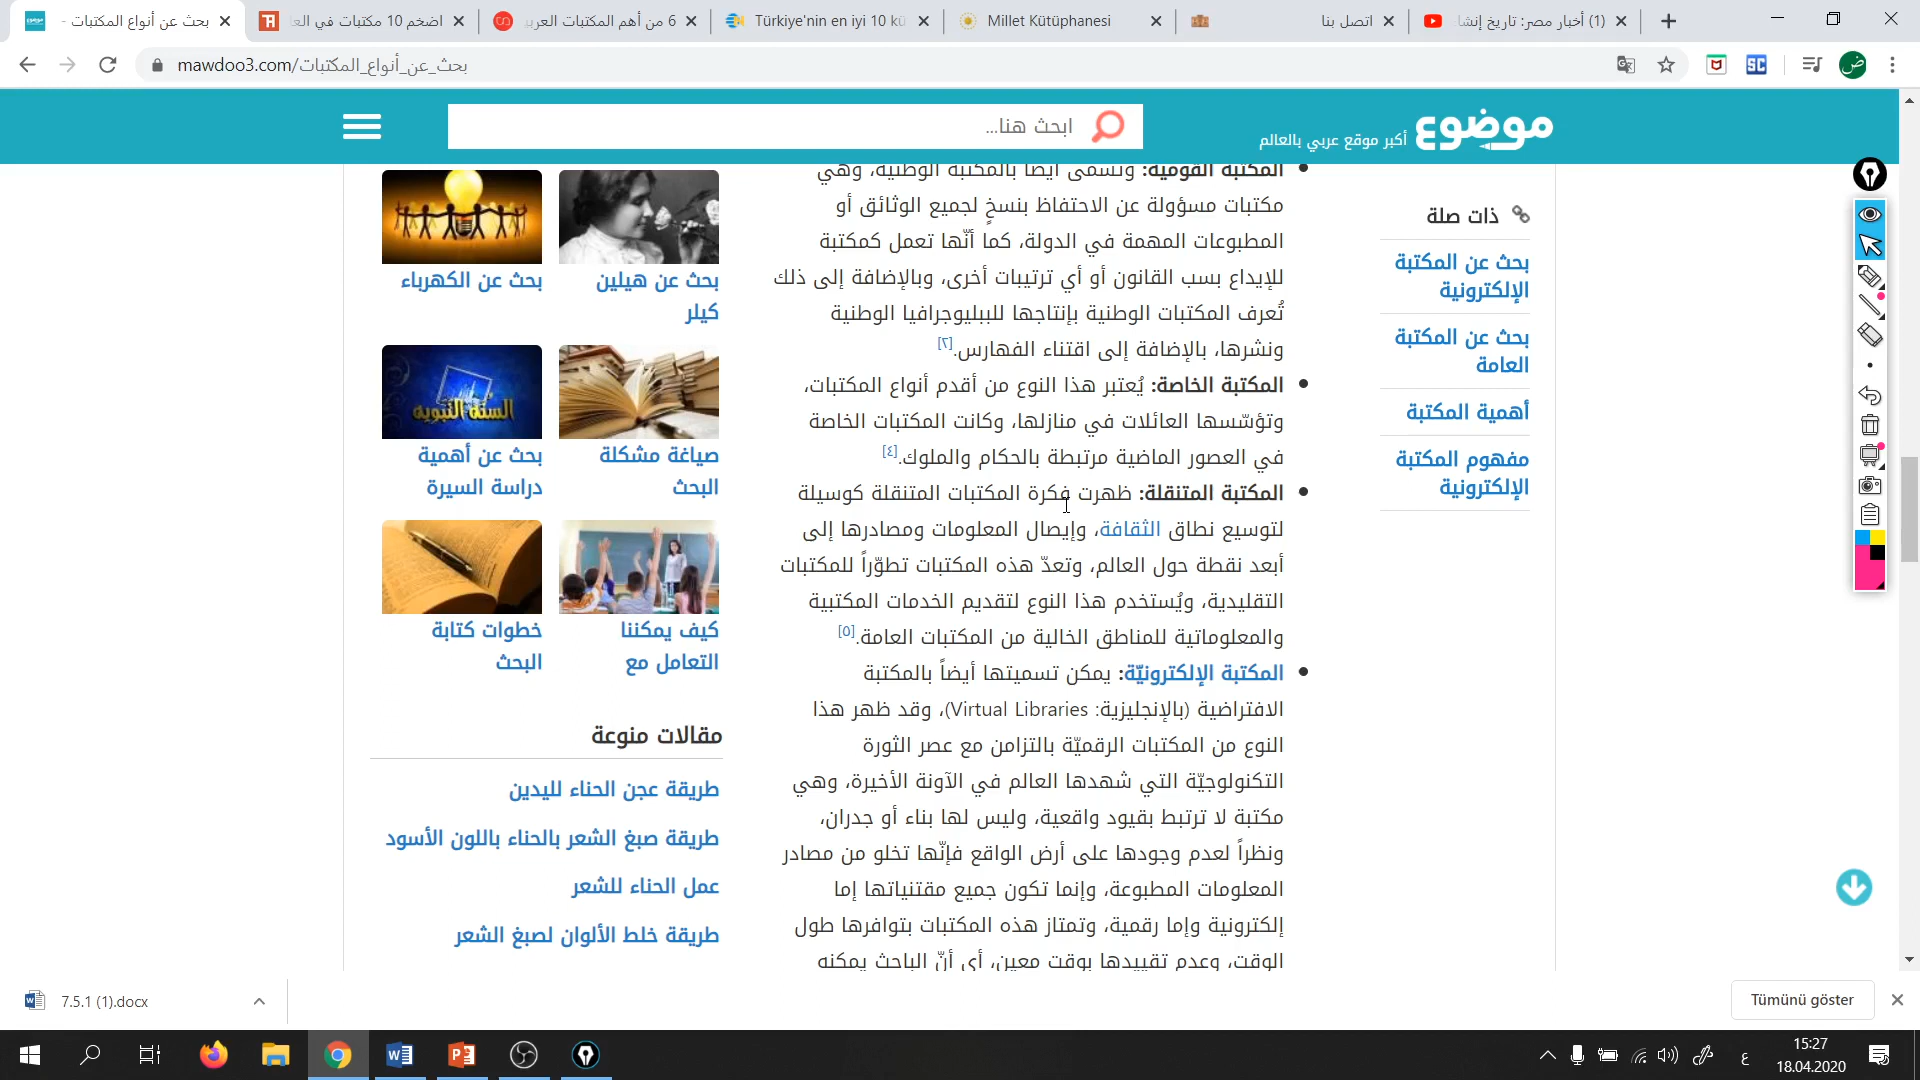 بحث عن أنواع المكتبات -
اضخم 10 مكتبات في العا
6 من أهم المكتبات العربي
Türkiye'nin en iyi 10 kü
Millet Kütüphanesi
اتصل بنا
(1) أخبار مصر: تاريخ إنشا
mawdoo3.com/بحث_عن_أنواع_المكتبات
موضوع
أكبر موقع عربي بالعالم
ابحث هنا...
ذات صلة
بحث عن المكتبة
الإلكترونية
بحث عن المكتبة
العامة
أهمية المكتبة
مفهوم المكتبة
الإلكترونية
المكتبة القومية: وتسمى أيضاً بالمكتبة الوطنية، وهي
مكتبات مسؤولة عن الاحتفاظ بنسخٍ لجميع الوثائق أو
المطبوعات المهمة في الدولة، كما أنّها تعمل كمكتبة
للإيداع بسب القانون أو أي ترتيبات أخرى، وبالإضافة إلى ذلك
تُعرف المكتبات الوطنية بإنتاجها للببليوجرافيا الوطنية
ونشرها، بالإضافة إلى اقتناء الفهارس.[٢]
المكتبة الخاصة: يُعتبر هذا النوع من أقدم أنواع المكتبات،
وتؤسّسها العائلات في منازلها، وكانت المكتبات الخاصة
في العصور الماضية مرتبطة بالحكام والملوك.[٤]
المكتبة المتنقلة: ظهرت فكرة المكتبات المتنقلة كوسيلة
لتوسيع نطاق الثقافة، وإيصال المعلومات ومصادرها إلى
أبعد نقطة حول العالم، وتعدّ هذه المكتبات تطوّراً للمكتبات
التقليدية، ويُستخدم هذا النوع لتقديم الخدمات المكتبية
والمعلوماتية للمناطق الخالية من المكتبات العامة.[٥]
المكتبة الإلكترونيّة: يمكن تسميتها أيضاً بالمكتبة
الافتراضية (بالإنجليزية: Virtual Libraries)، وقد ظهر هذا
النوع من المكتبات الرقميّة بالتزامن مع عصر الثورة
التكنولوجيّة التي شهدها العالم في الآونة الأخيرة، وهي
مكتبة لا ترتبط بقيود واقعية، وليس لها بناء أو جدران،
ونظراً لعدم وجودها على أرض الواقع فإنّها تخلو من مصادر
المعلومات المطبوعة، وإنما تكون جميع مقتنياتها إما
إلكترونية وإما رقمية، وتمتاز هذه المكتبات بتوافرها طول
الوقت، وعدم تقييدها بوقت معين، أي أنّ الباحث يمكنه
بحث عن هيلين
كيلر
بحث عن الكهرباء
السنة النبوية
صياغة مشكلة
البحث
بحث عن أهمية
دراسة السيرة
كيف يمكننا
التعامل مع
خطوات كتابة
البحث
مقالات منوعة
طريقة عجن الحناء لليدين
طريقة صبغ الشعر بالحناء باللون الأسود
عمل الحناء للشعر
طريقة خلط الألوان لصبغ الشعر
7.5.1 (1).docx
Tümünü göster
ع
15:27
18.04.2020